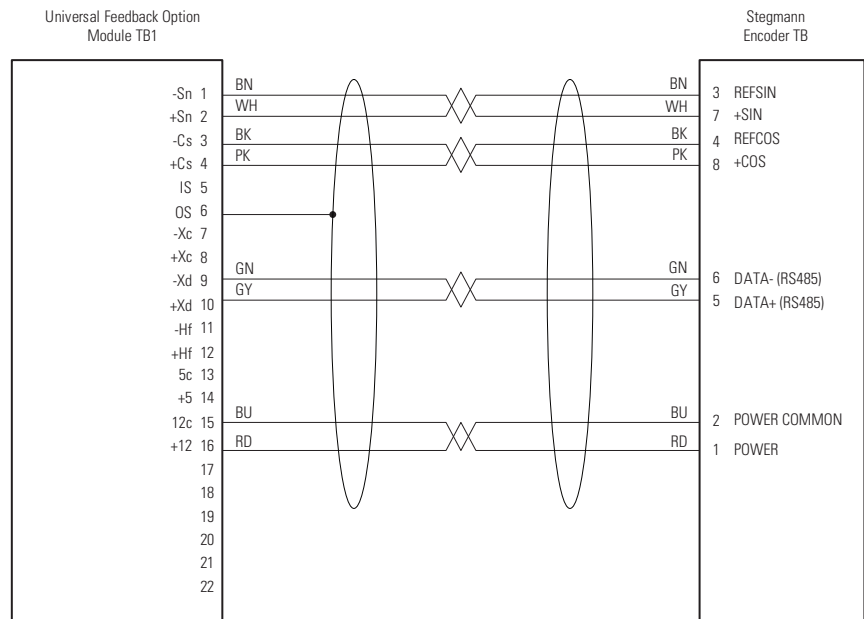 Universal Feedback Option
Module TB1
Stegmann
Encoder TB
-Sn 1 BN BN 3 REFSIN
+Sn 2 WH WH 7 +SIN
-Cs 3 BK BK 4 REFCOS
+Cs 4 PK PK 8 +COS
IS 5
OS 6
-Xc 7
+Xc 8
-Xd 9 GN GN 6 DATA- (RS485)
+Xd 10 GY GY 5 DATA+ (RS485)
-Hf 11
+Hf 12
5c 13
+5 14
12c 15 BU BU 2 POWER COMMON
+12 16 RD RD 1 POWER
17
18
19
20
21
22